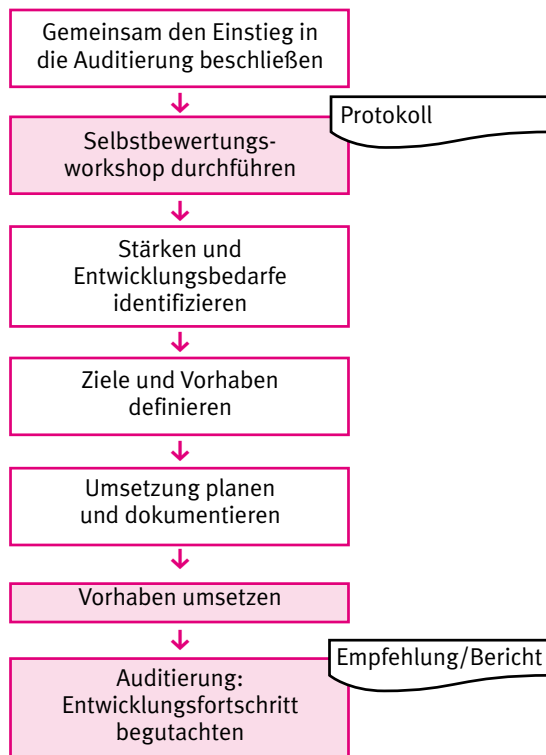 Gemeinsam den Einstieg in
die Auditierung beschließen
Protokoll
Selbstbewertungs-
workshop durchführen
Stärken und
Entwicklungsbedarfe
identifizieren
Ziele und Vorhaben
definieren
Umsetzung planen
und dokumentieren
Vorhaben umsetzen
Empfehlung/Bericht
Auditierung:
Entwicklungsfortschritt
begutachten